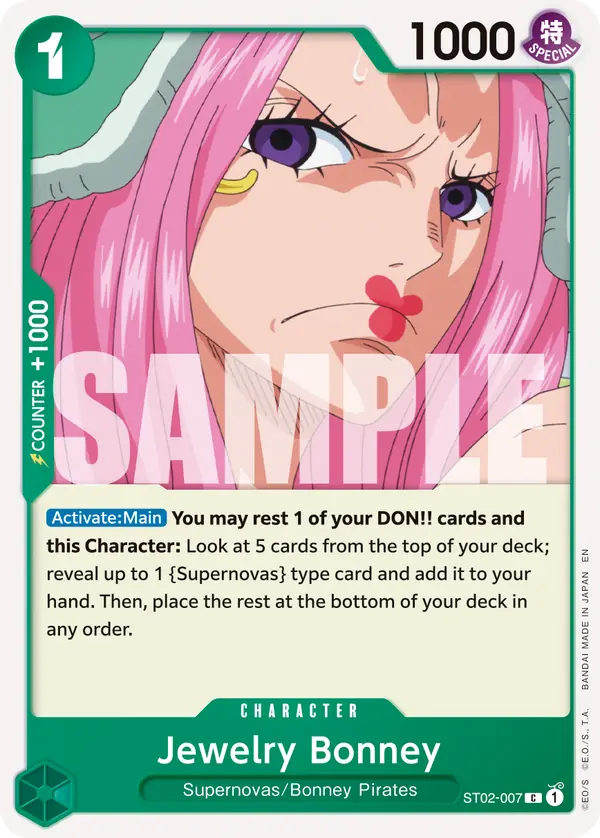 1
1000
特
SPECIAL
COUNTER +1000
SAMPLE
Activate:Main You may rest 1 of your DON!! cards and
this Character: Look at 5 cards from the top of your deck;
reveal up to 1 {Supernovas} type card and add it to your
hand. Then, place the rest at the bottom of your deck in
any order.
CHARACTER
Jewelry Bonney
Supernovas/Bonney Pirates
ST02-007 C 1
©EO/S ©E.O./S., T.A. BANDAI MADE IN JAPAN EN